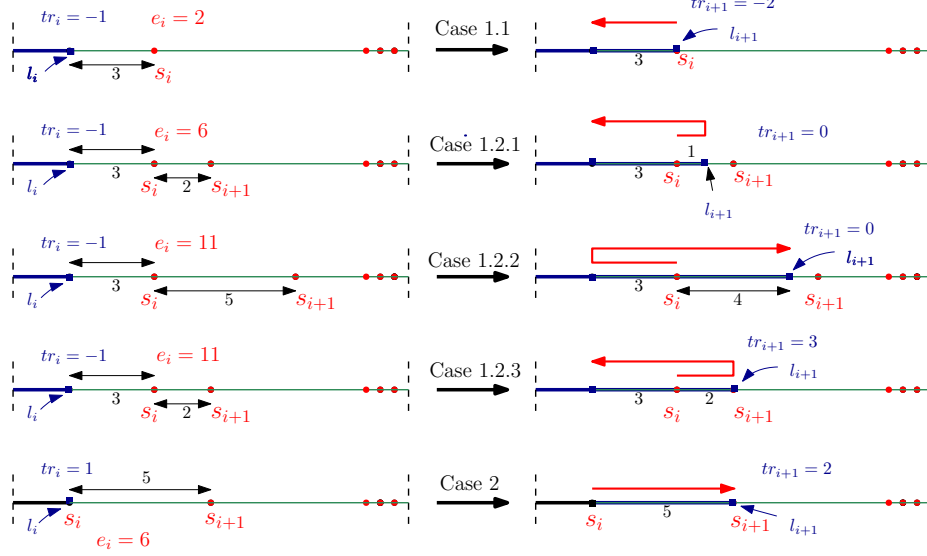 tr_i = −1
e_i = 2
l_i
3
s_i
Case 1.1
tr_{i+1} = −2
l_{i+1}
3
s_i
tr_i = −1
e_i = 6
l_i
3
s_i
2
s_{i+1}
Case 1.2.1
tr_{i+1} = 0
1
3
s_i
s_{i+1}
l_{i+1}
tr_i = −1
e_i = 11
l_i
3
s_i
5
s_{i+1}
Case 1.2.2
tr_{i+1} = 0
l_{i+1}
3
s_i
4
s_{i+1}
tr_i = −1
e_i = 11
l_i
3
s_i
2
s_{i+1}
Case 1.2.3
tr_{i+1} = 3
l_{i+1}
3
s_i
2
s_{i+1}
tr_i = 1
5
l_i
s_i
s_{i+1}
e_i = 6
Case 2
tr_{i+1} = 2
s_i
5
s_{i+1}
l_{i+1}